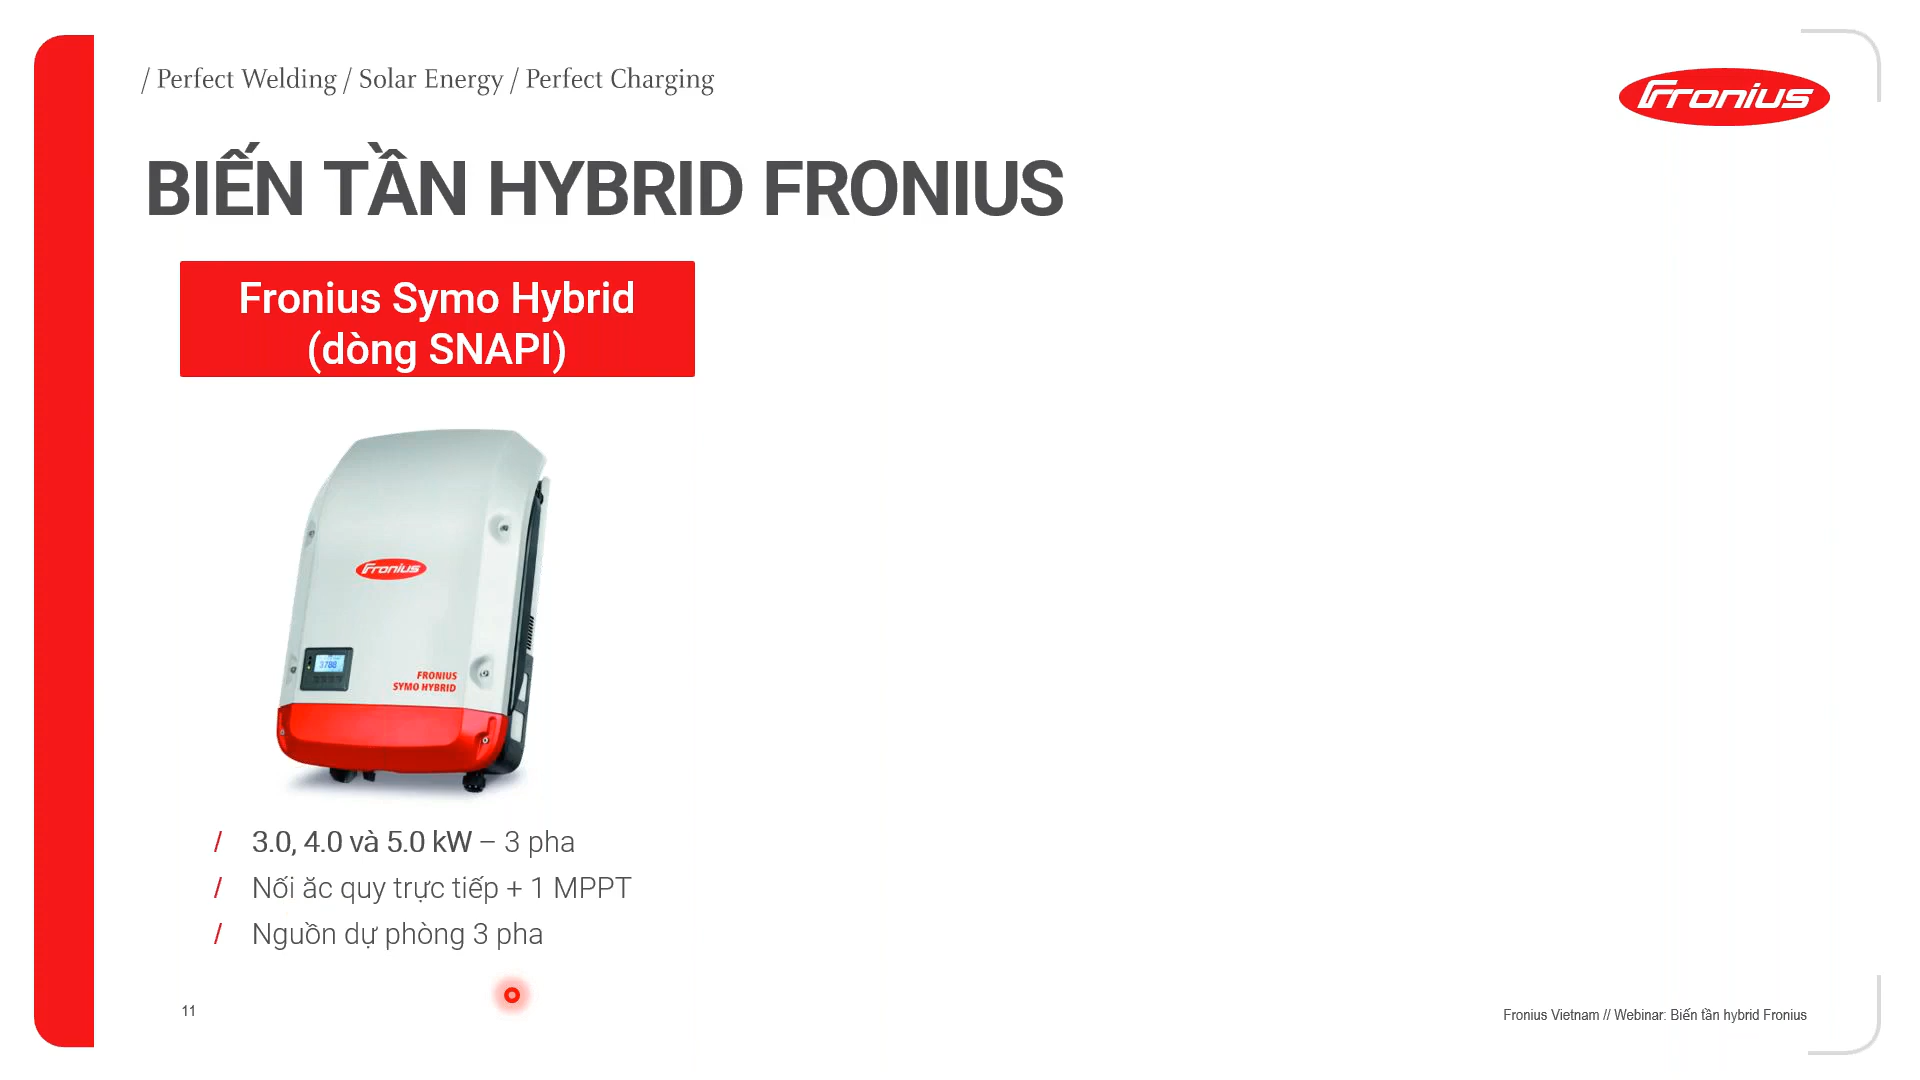 / Perfect Welding / Solar Energy / Perfect Charging
Fronius
BIẾN TẦN HYBRID FRONIUS
Fronius Symo Hybrid
(dòng SNAPI)
Fronius
3788
FRONIUS
SYMO HYBRID
/ 3.0, 4.0 và 5.0 kW – 3 pha
/ Nối ăc quy trực tiếp + 1 MPPT
/ Nguồn dự phòng 3 pha
11
Fronius Vietnam // Webinar: Biến tần hybrid Fronius